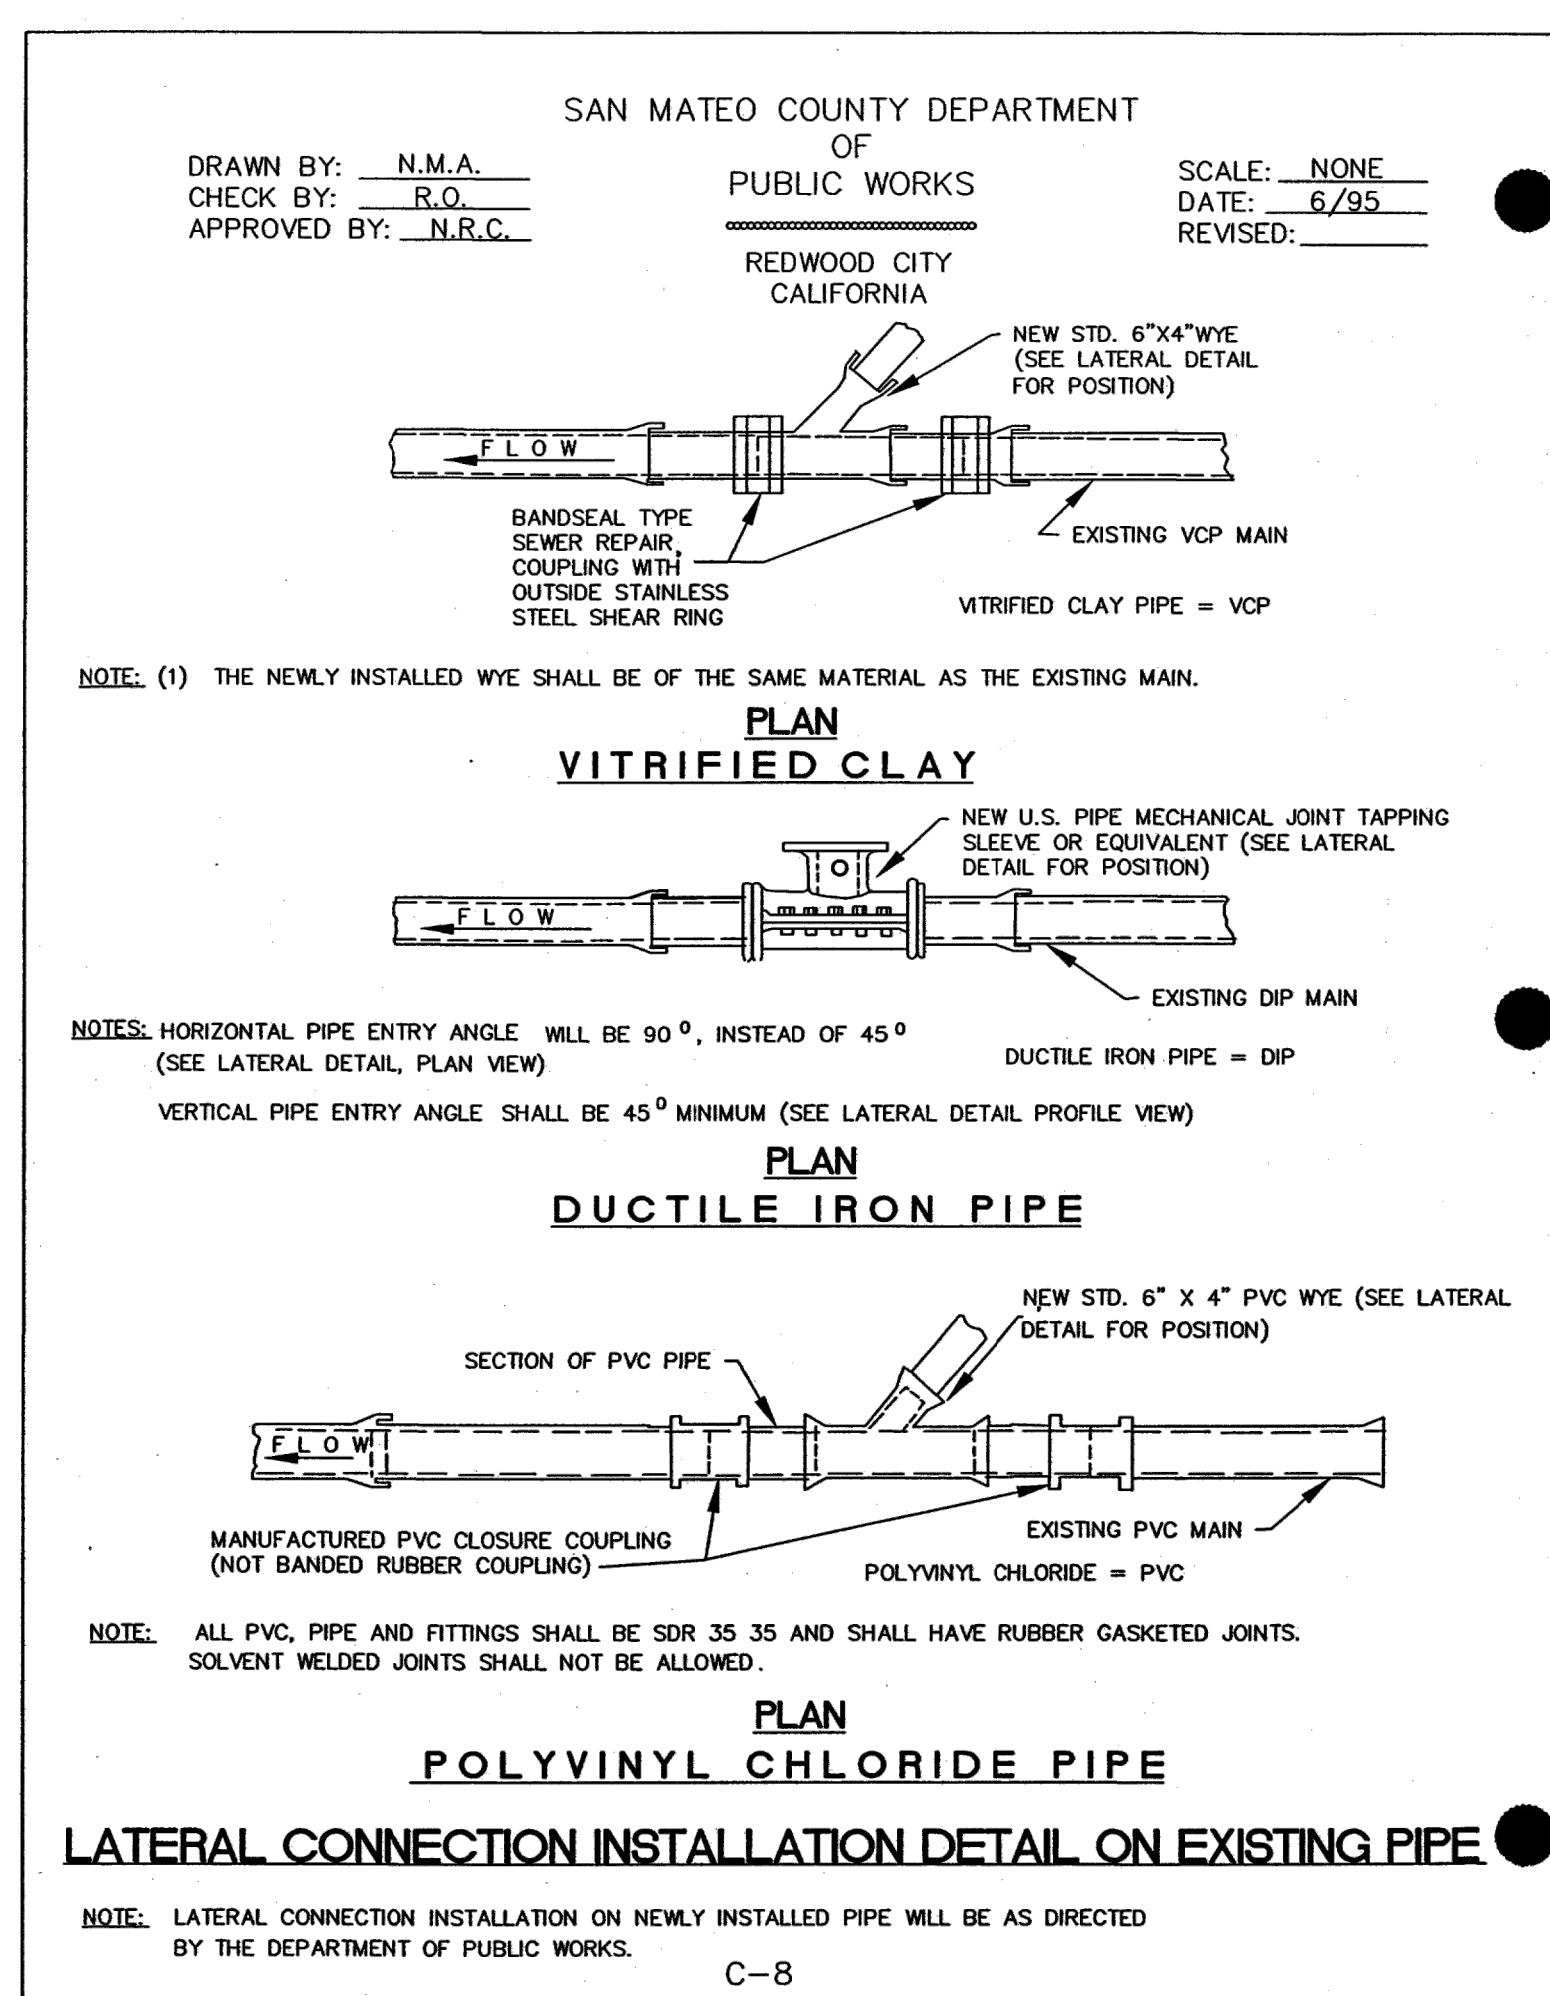 SAN MATEO COUNTY DEPARTMENT
OF
PUBLIC WORKS
REDWOOD CITY
CALIFORNIA
DRAWN BY: N.M.A.
CHECK BY: R.O.
APPROVED BY: N.R.C.
SCALE: NONE
DATE: 6/95
REVISED:
NEW STD. 6"X4"WYE
(SEE LATERAL DETAIL
FOR POSITION)
FLOW
BANDSEAL TYPE
SEWER REPAIR,
COUPLING WITH
OUTSIDE STAINLESS
STEEL SHEAR RING
EXISTING VCP MAIN
VITRIFIED CLAY PIPE = VCP
NOTE: (1) THE NEWLY INSTALLED WYE SHALL BE OF THE SAME MATERIAL AS THE EXISTING MAIN.
PLAN
VITRIFIED CLAY
NEW U.S. PIPE MECHANICAL JOINT TAPPING
SLEEVE OR EQUIVALENT (SEE LATERAL
DETAIL FOR POSITION)
FLOW
EXISTING DIP MAIN
NOTES: HORIZONTAL PIPE ENTRY ANGLE WILL BE 90°, INSTEAD OF 45°
(SEE LATERAL DETAIL, PLAN VIEW)
DUCTILE IRON PIPE = DIP
VERTICAL PIPE ENTRY ANGLE SHALL BE 45° MINIMUM (SEE LATERAL DETAIL PROFILE VIEW)
PLAN
DUCTILE IRON PIPE
NEW STD. 6" X 4" PVC WYE (SEE LATERAL
DETAIL FOR POSITION)
SECTION OF PVC PIPE
FLOW
MANUFACTURED PVC CLOSURE COUPLING
(NOT BANDED RUBBER COUPLING)
EXISTING PVC MAIN
POLYVINYL CHLORIDE = PVC
NOTE: ALL PVC, PIPE AND FITTINGS SHALL BE SDR 35 35 AND SHALL HAVE RUBBER GASKETED JOINTS.
SOLVENT WELDED JOINTS SHALL NOT BE ALLOWED.
PLAN
POLYVINYL CHLORIDE PIPE
LATERAL CONNECTION INSTALLATION DETAIL ON EXISTING PIPE
NOTE: LATERAL CONNECTION INSTALLATION ON NEWLY INSTALLED PIPE WILL BE AS DIRECTED
BY THE DEPARTMENT OF PUBLIC WORKS.
C-8